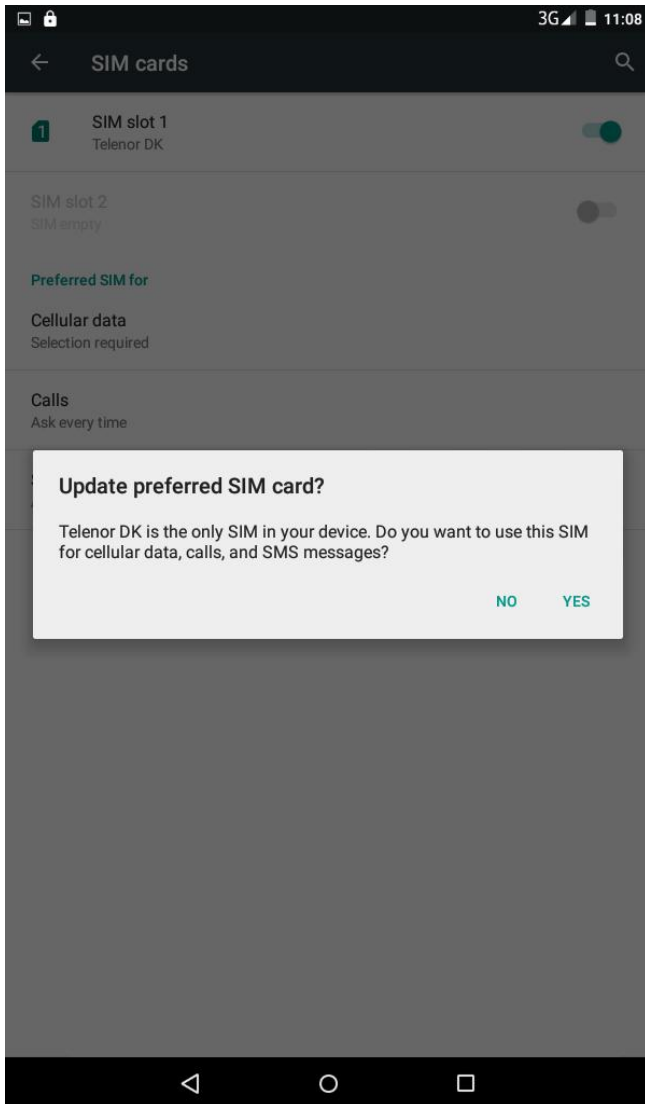 3G 11:08
SIM cards
1
SIM slot 1
Telenor DK
SIM slot 2
SIM empty
Preferred SIM for
Cellular data
Selection required
Calls
Ask every time
Update preferred SIM card?
Telenor DK is the only SIM in your device. Do you want to use this SIM
for cellular data, calls, and SMS messages?
NO YES